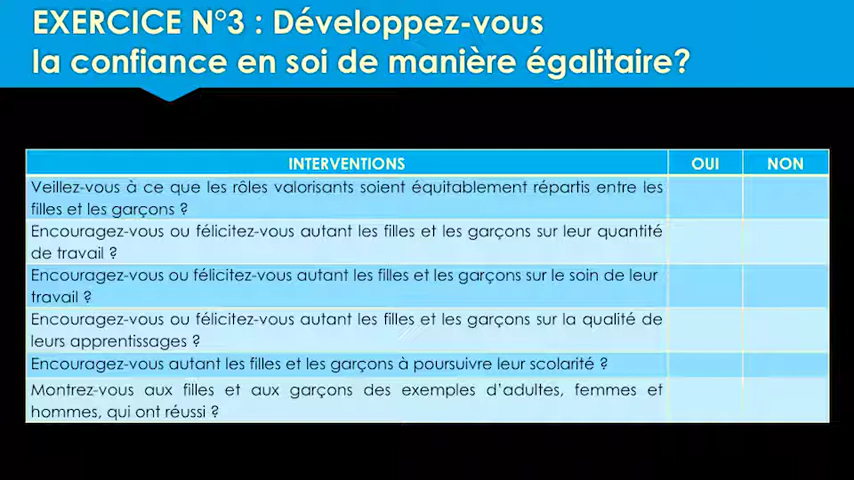 EXERCICE N°3 : Développez-vous
la confiance en soi de manière égalitaire?
INTERVENTIONS OUI NON
Veillez-vous à ce que les rôles valorisants soient équitablement répartis entre les
filles et les garçons ?
Encouragez-vous ou félicitez-vous autant les filles et les garçons sur leur quantité
de travail ?
Encouragez-vous ou félicitez-vous autant les filles et les garçons sur le soin de leur
travail ?
Encouragez-vous ou félicitez-vous autant les filles et les garçons sur la qualité de
leurs apprentissages ?
Encouragez-vous autant les filles et les garçons à poursuivre leur scolarité ?
Montrez-vous aux filles et aux garçons des exemples d'adultes, femmes et
hommes, qui ont réussi ?